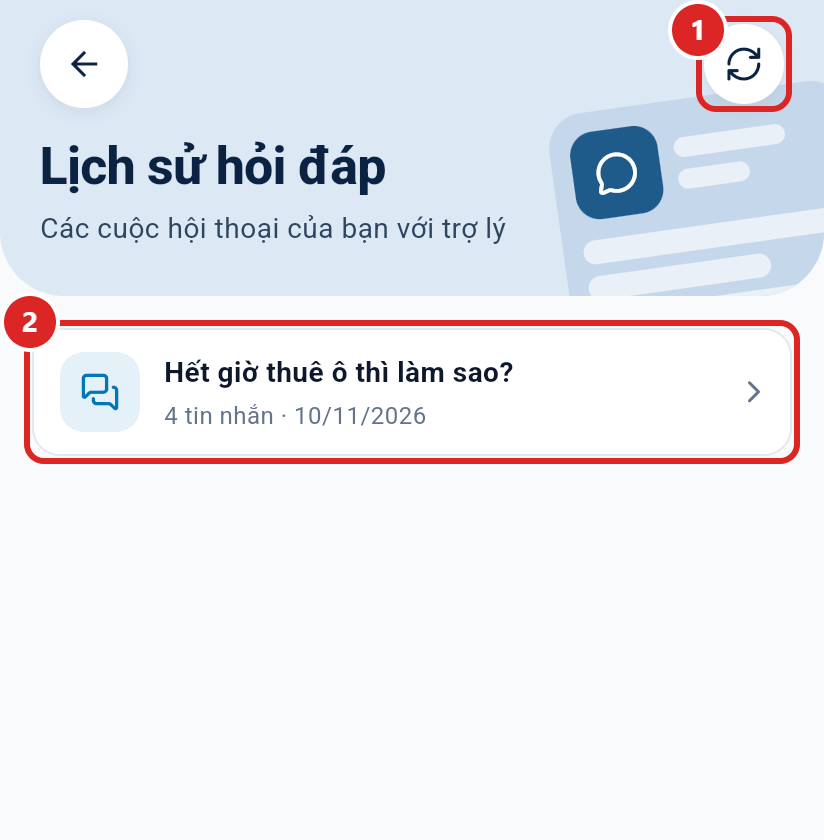 1
Lịch sử hỏi đáp
Các cuộc hội thoại của bạn với trợ lý
2
Hết giờ thuê ô thì làm sao?
4 tin nhắn · 10/11/2026